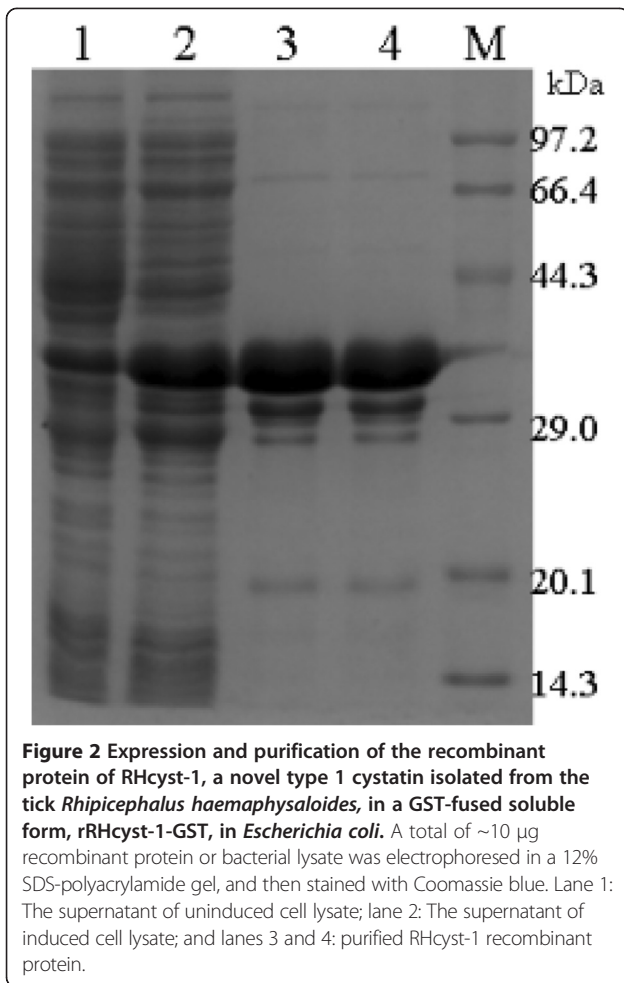 1 2 3 4 M
kDa
97.2
66.4
44.3
29.0
20.1
14.3
Figure 2 Expression and purification of the recombinant
protein of RHcyst-1, a novel type 1 cystatin isolated from the
tick Rhipicephalus haemaphysaloides, in a GST-fused soluble
form, rRHcyst-1-GST, in Escherichia coli. A total of ~10 μg
recombinant protein or bacterial lysate was electrophoresed in a 12%
SDS-polyacrylamide gel, and then stained with Coomassie blue. Lane 1:
The supernatant of uninduced cell lysate; lane 2: The supernatant of
induced cell lysate; and lanes 3 and 4: purified RHcyst-1 recombinant
protein.